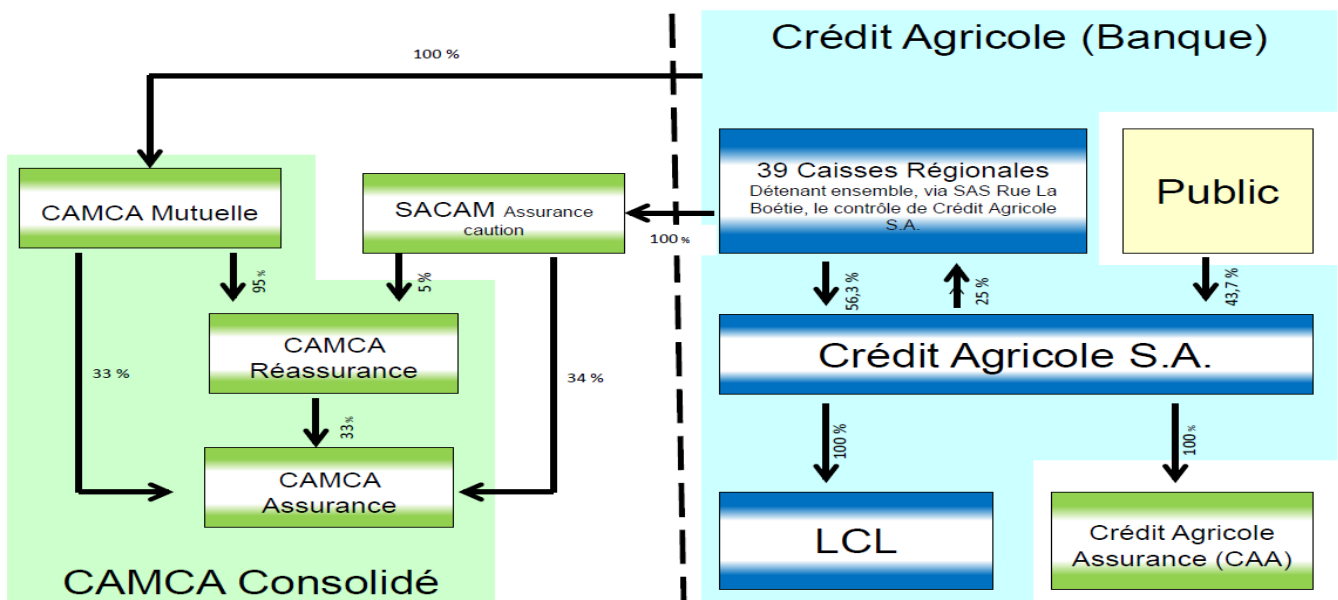 Crédit Agricole (Banque)
100 %
39 Caisses Régionales
Détenant ensemble, via SAS Rue La
Boétie, le contrôle de Crédit Agricole
S.A.
Public
CAMCA Mutuelle
SACAM Assurance
caution
100 %
95 %
5 %
56,3 %
25 %
43,7 %
CAMCA
Réassurance
Crédit Agricole S.A.
33 %
34 %
33 %
100 %
100 %
CAMCA
Assurance
LCL
Crédit Agricole
Assurance (CAA)
CAMCA Consolidé